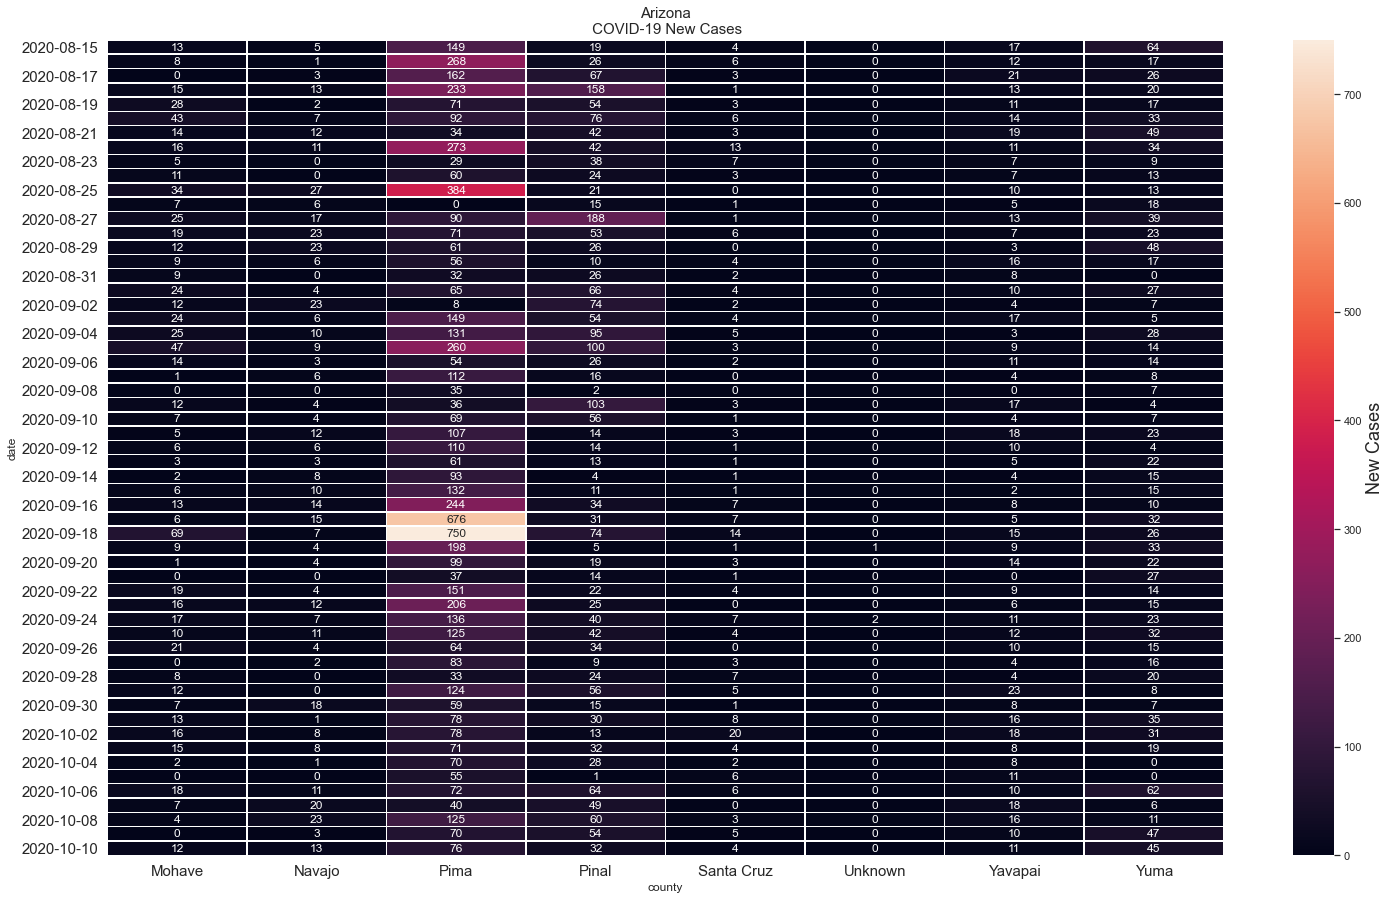 Arizona
COVID-19 New Cases
2020-08-15 13 5 149 19 4 0 17 64
8 1 268 26 6 0 12 17
2020-08-17 0 3 162 67 3 0 21 26
15 13 233 158 1 0 13 20
2020-08-19 28 2 71 54 3 0 11 17
43 7 92 76 6 0 14 33
2020-08-21 14 12 34 42 3 0 19 49
16 11 273 42 13 0 11 34
2020-08-23 5 0 29 38 7 0 7 9
11 0 60 24 3 0 7 13
2020-08-25 34 27 384 21 0 0 10 13
7 6 0 15 1 0 5 18
2020-08-27 25 17 90 188 1 0 13 39
19 23 71 53 6 0 7 23
2020-08-29 12 23 61 26 0 0 3 48
9 6 56 10 4 0 16 17
2020-08-31 9 0 32 26 2 0 8 0
24 4 65 66 4 0 10 27
2020-09-02 12 23 8 74 2 0 4 7
24 6 149 54 4 0 17 5
2020-09-04 25 10 131 95 5 0 3 28
47 9 260 100 3 0 9 14
2020-09-06 14 3 54 26 2 0 11 14
1 6 112 16 0 0 4 8
2020-09-08 0 0 35 2 0 0 0 7
12 4 36 103 3 0 17 4
2020-09-10 7 4 69 56 1 0 4 7
5 12 107 14 3 0 18 23
2020-09-12 6 6 110 14 1 0 10 4
3 3 61 13 1 0 5 22
2020-09-14 2 8 93 4 1 0 4 15
6 10 132 11 1 0 2 15
2020-09-16 13 14 244 34 7 0 8 10
6 15 676 31 7 0 5 32
2020-09-18 69 7 750 74 14 0 15 26
9 4 198 5 1 1 9 33
2020-09-20 1 4 99 19 3 0 14 22
0 0 37 14 1 0 0 27
2020-09-22 19 4 151 22 4 0 9 14
16 12 206 25 0 0 6 15
2020-09-24 17 7 136 40 7 2 11 23
10 11 125 42 4 0 12 32
2020-09-26 21 4 64 34 0 0 10 15
0 2 83 9 3 0 4 16
2020-09-28 8 0 33 24 7 0 4 20
12 0 124 56 5 0 23 8
2020-09-30 7 18 59 15 1 0 8 7
13 1 78 30 8 0 16 35
2020-10-02 16 8 78 13 20 0 18 31
15 8 71 32 4 0 8 19
2020-10-04 2 1 70 28 2 0 8 0
0 0 55 1 6 0 11 0
2020-10-06 18 11 72 64 6 0 10 62
7 20 40 49 0 0 18 6
2020-10-08 4 23 125 60 3 0 16 11
0 3 70 54 5 0 10 47
2020-10-10 12 13 76 32 4 0 11 45
Mohave Navajo Pima Pinal Santa Cruz Unknown Yavapai Yuma
county
date
700
600
500
400
300
200
100
0
New Cases